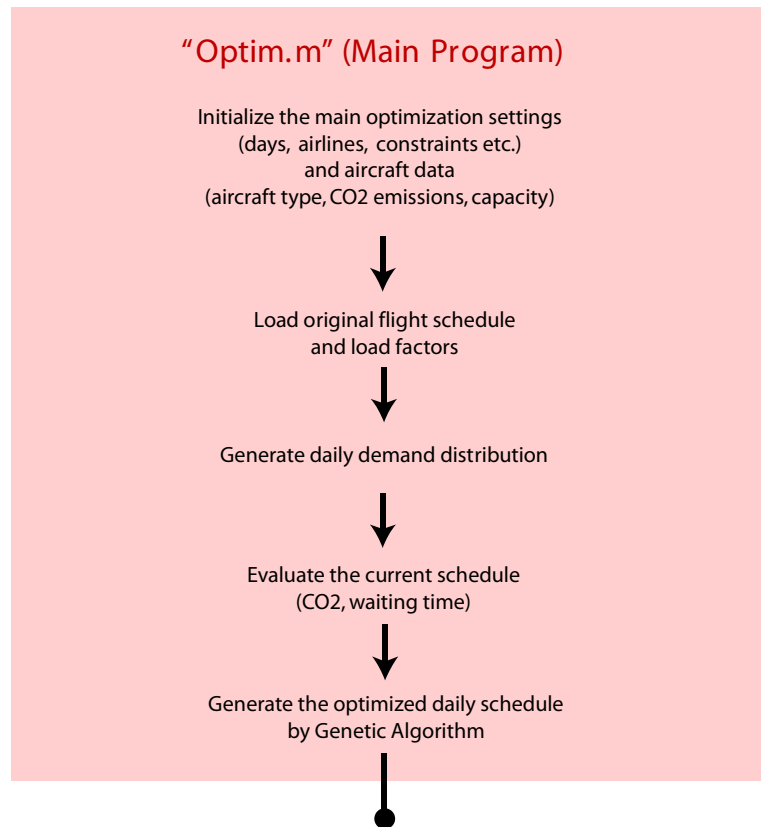 “Optim.m” (Main Program)
Initialize the main optimization settings
(days, airlines, constraints etc.)
and aircraft data
(aircraft type, CO2 emissions, capacity)
Load original flight schedule
and load factors
Generate daily demand distribution
Evaluate the current schedule
(CO2, waiting time)
Generate the optimized daily schedule
by Genetic Algorithm